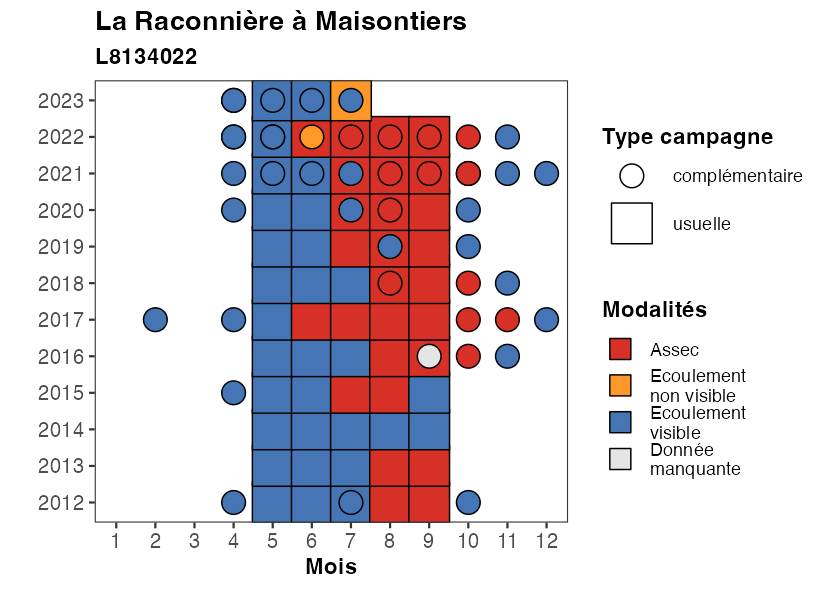 La Raconnière à Maisontiers
L8134022
2023
2022
2021
2020
2019
2018
2017
2016
2015
2014
2013
2012
1 2 3 4 5 6 7 8 9 10 11 12
Mois
Type campagne
complémentaire
usuelle
Modalités
Assec
Ecoulement
non visible
Ecoulement
visible
Donnée
manquante